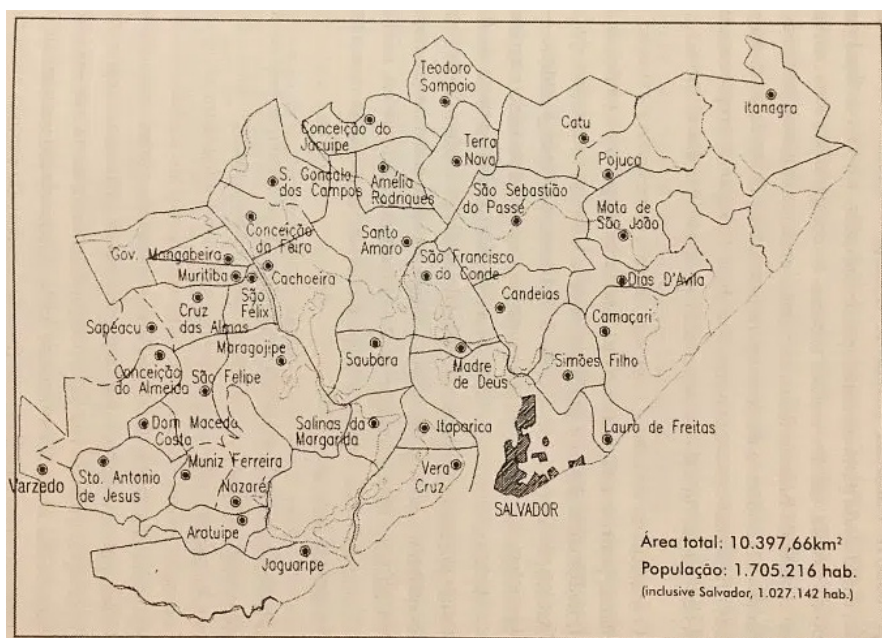 Teodoro
Sampaio
Itanagra
Conceição do
Jacuipe
Terra
Nova
Catu
Pojuca
S. Gonçalo
dos Campos
Amélia
Rodrigues
São Sebastião
do Passé
Mata de
São João
Conceição
da Feira
Santo
Amaro
Gov. Mangabeira
Muritiba
Cachoeira
São Francisco
do Conde
Dias D'Avila
São
Félix
Cruz
das Almas
Candeias
Sapeacu
Camaçari
Maragojipe
Saubara
Madre
de Deus
Simões Filho
Conceição
do Almeida
São Felipe
Dom Macedo
Costa
Salinas da
Margarida
Itaparica
Lauro de Freitas
Varzedo
Sto. Antonio
de Jesus
Muniz Ferreira
Nazaré
Vera
Cruz
SALVADOR
Aratuipe
Jaguaripe
Área total: 10.397,66km²
População: 1.705.216 hab.
(inclusive Salvador, 1.027.142 hab.)